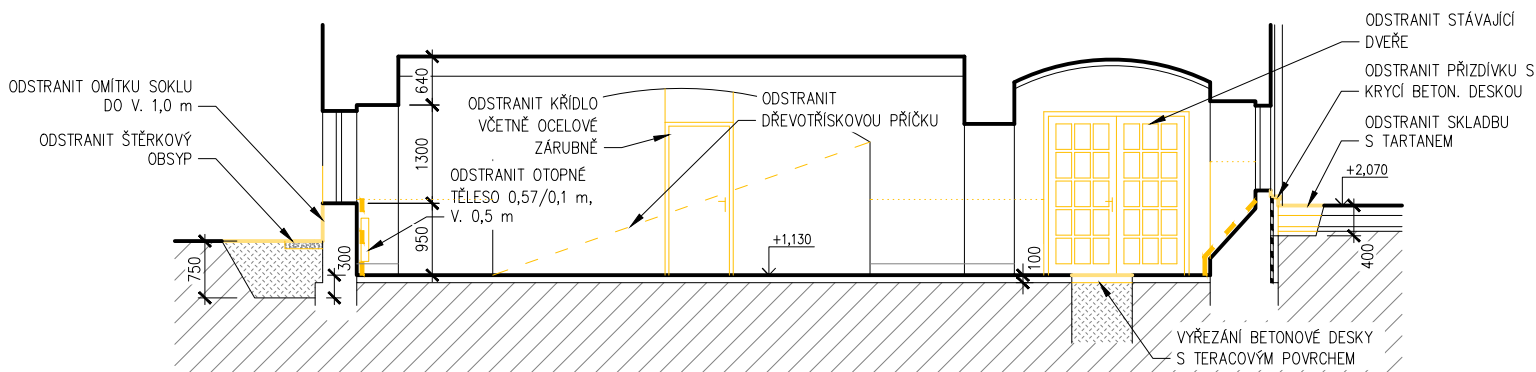 ODSTRANIT OMÍTKU SOKLU
DO V. 1,0 m
ODSTRANIT ŠTĚRKOVÝ
OBSYP
750
300
640
1300
950
ODSTRANIT KŘÍDLO
VČETNĚ OCELOVÉ
ZÁRUBNĚ
ODSTRANIT OTOPNÉ
TĚLESO 0,57/0,1 m,
V. 0,5 m
ODSTRANIT
DŘEVOTŘÍSKOVOU PŘÍČKU
+1,130
100
ODSTRANIT STÁVAJÍCÍ
DVEŘE
ODSTRANIT PŘIZDÍVKU S
KRYCÍ BETON. DESKOU
ODSTRANIT SKLADBU
S TARTANEM
+2,070
400
VYŘEZÁNÍ BETONOVÉ DESKY
S TERACOVÝM POVRCHEM